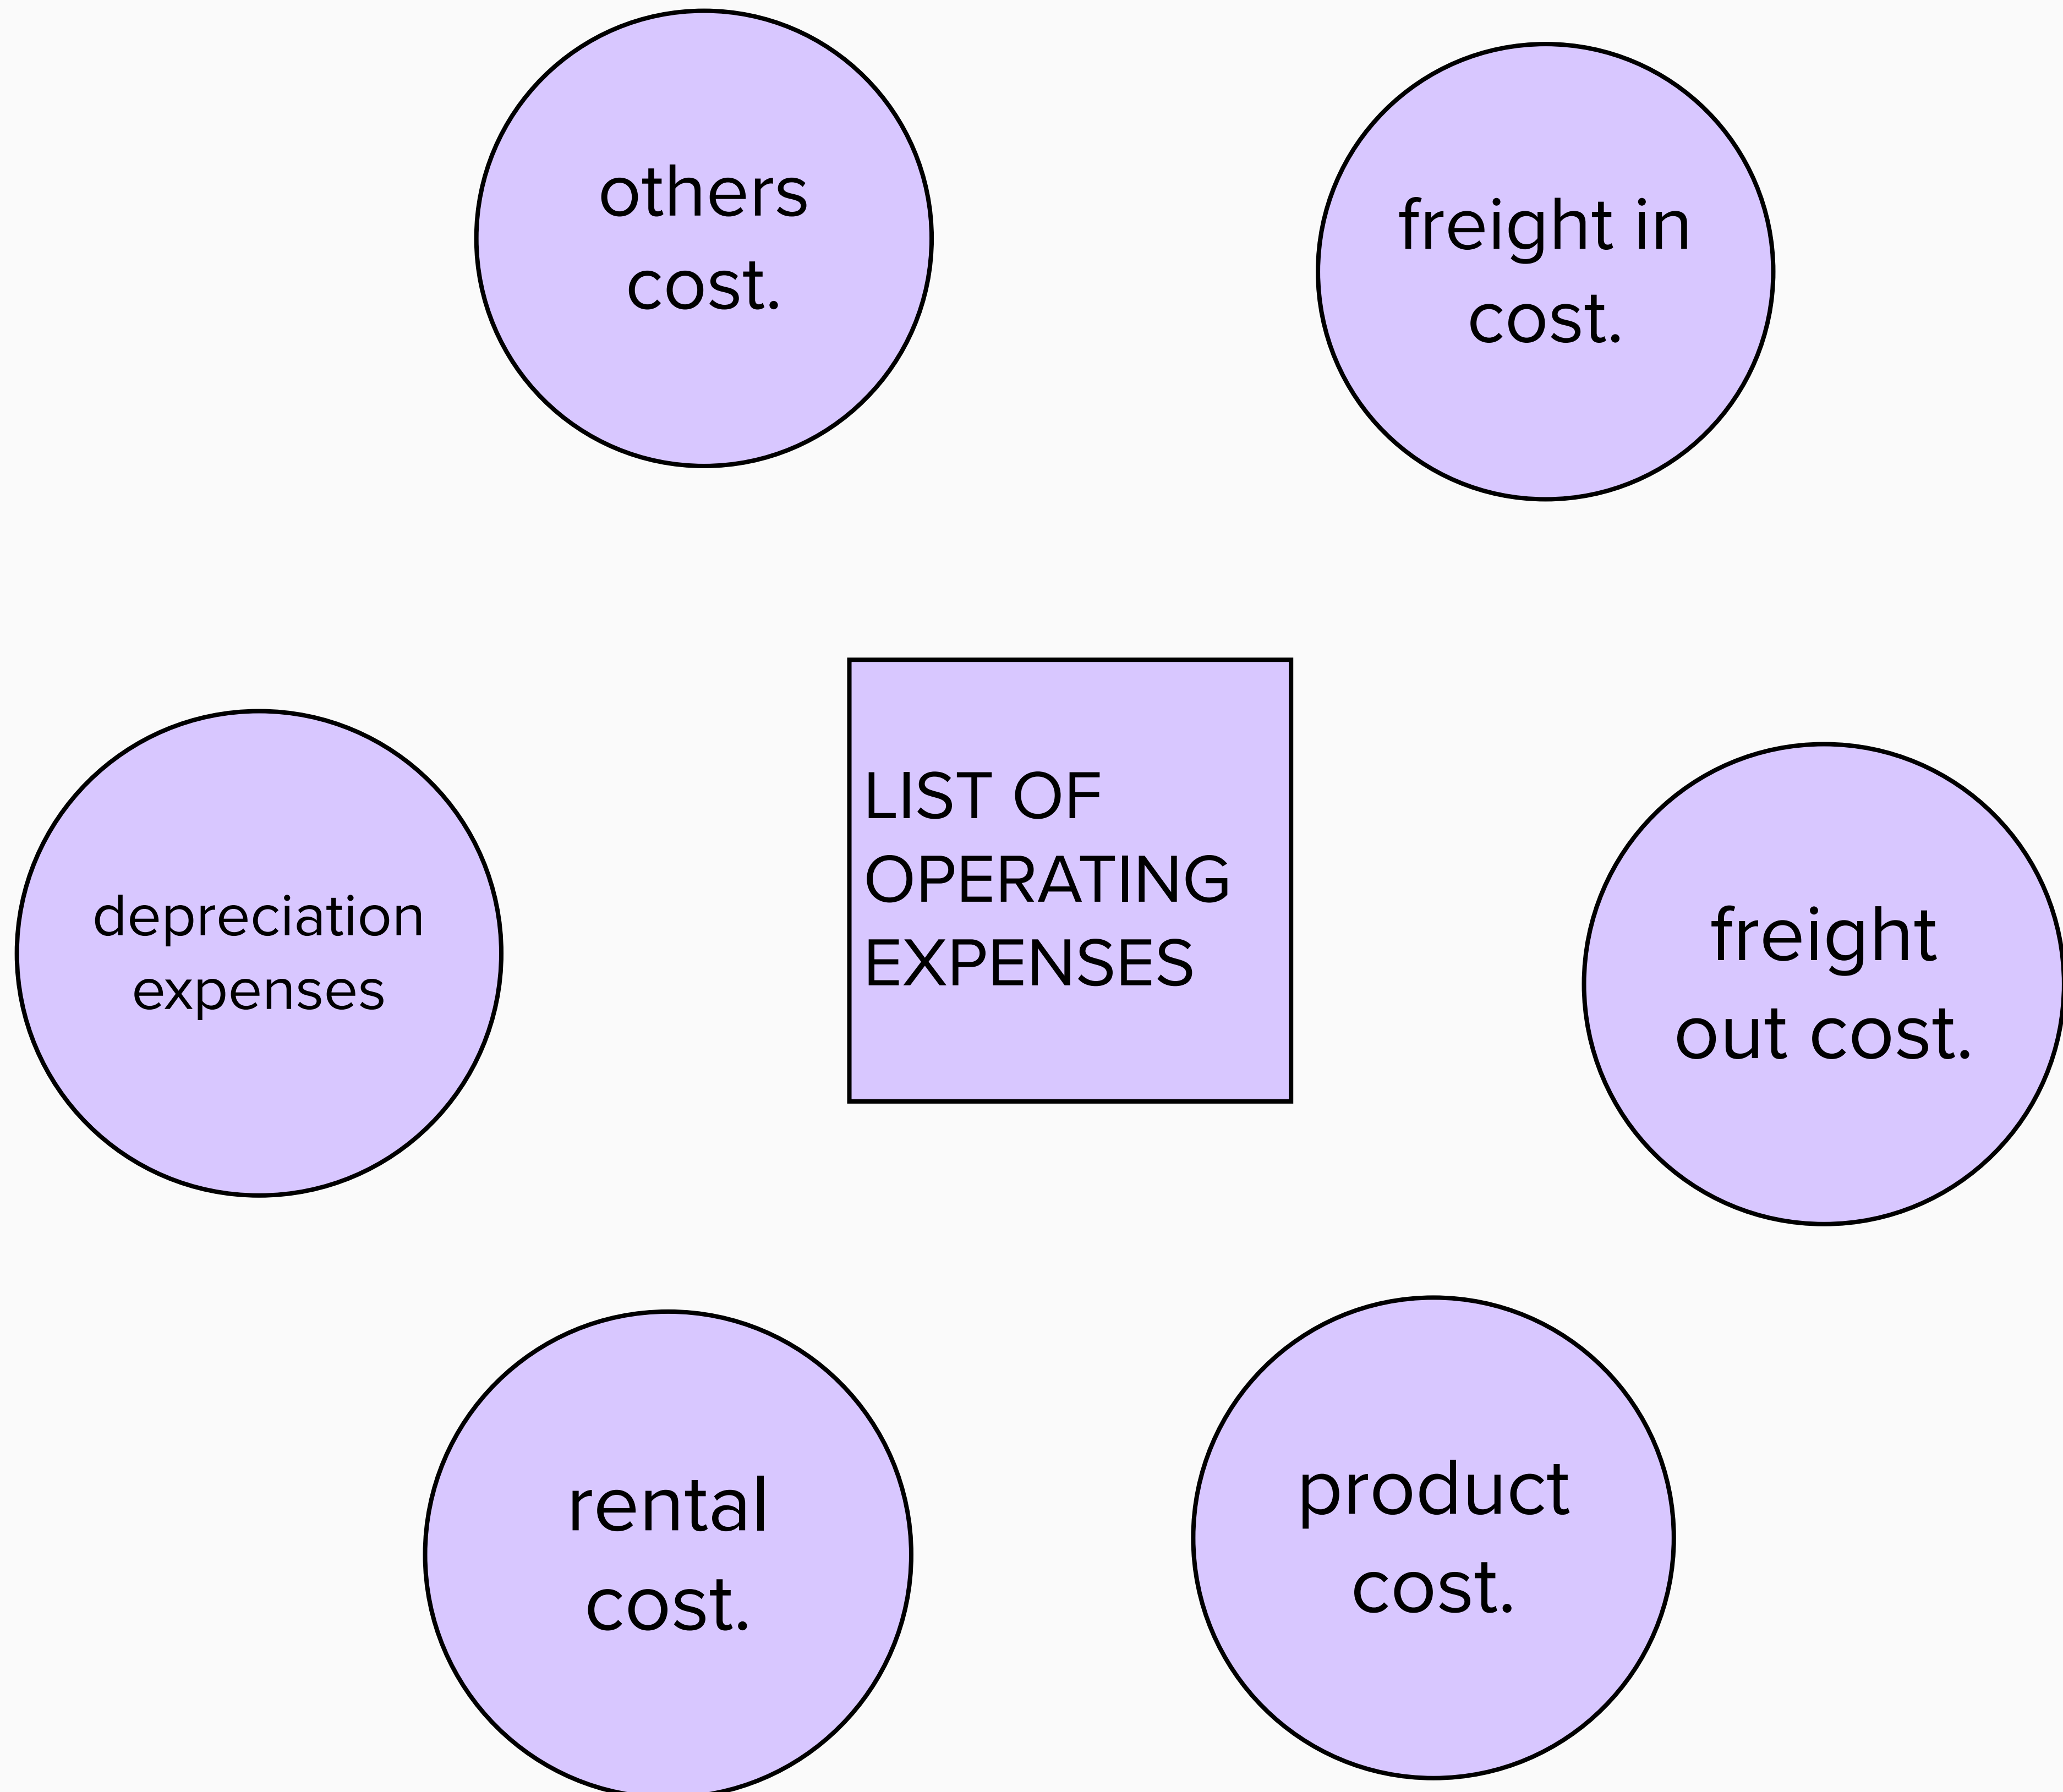 others
cost.
freight in
cost.
LIST OF
OPERATING
EXPENSES
depreciation
expenses
freight
out cost.
rental
cost.
product
cost.